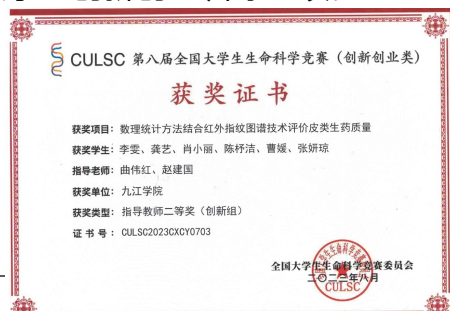 CULSC 第八届全国大学生生命科学竞赛（创新创业类）
获奖证书
获奖项目：数理统计方法结合红外指纹图谱技术评价皮类生药质量
获奖学生：李雯、龚艺、肖小丽、陈杼洁、曹媛、张妍琼
指导老师：曲伟红、赵建国
获奖单位：九江学院
获奖类型：指导教师二等奖（创新组）
证 书 号：CULSC2023CXCY0703
全国大学生生命科学竞赛委员会
二〇二三年八月
CULSC